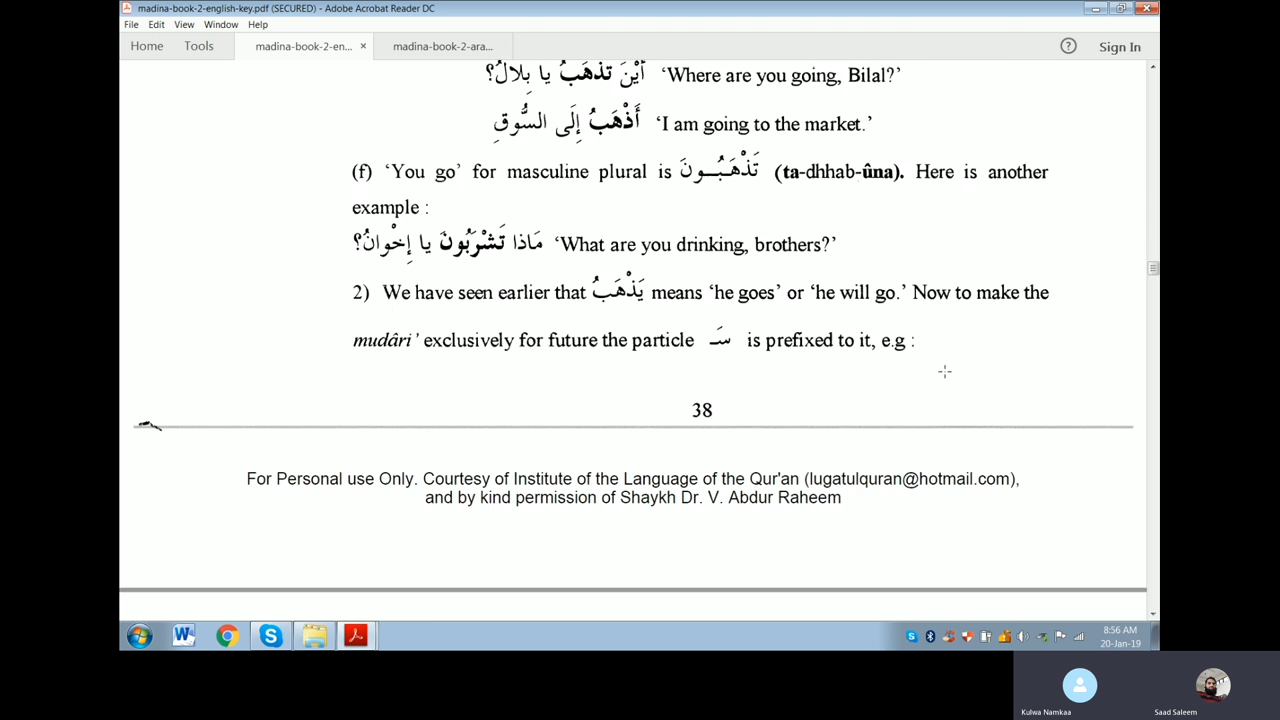 madina-book-2-english-key.pdf (SECURED) - Adobe Acrobat Reader DC
File Edit View Window Help
Home Tools madina-book-2-en... × madina-book-2-ara... ? Sign In
أَيْنَ تَذْهَبُ يا بِلالُ؟ ‘Where are you going, Bilal?’
أَذْهَبُ إِلَى السُّوقِ ‘I am going to the market.’
(f) ‘You go’ for masculine plural is تَذْهَبُـونَ (ta-dhhab-ûna). Here is another
example :
مَاذا تَشْرَبُونَ يا إِخْوانُ؟ ‘What are you drinking, brothers?’
2) We have seen earlier that يَذْهَبُ means ‘he goes’ or ‘he will go.’ Now to make the
mudâri’ exclusively for future the particle سَـ is prefixed to it, e.g :
38
For Personal use Only. Courtesy of Institute of the Language of the Qur'an (lugatulquran@hotmail.com),
and by kind permission of Shaykh Dr. V. Abdur Raheem
8:56 AM
20-Jan-19
Kulwa Namkaa Saad Saleem